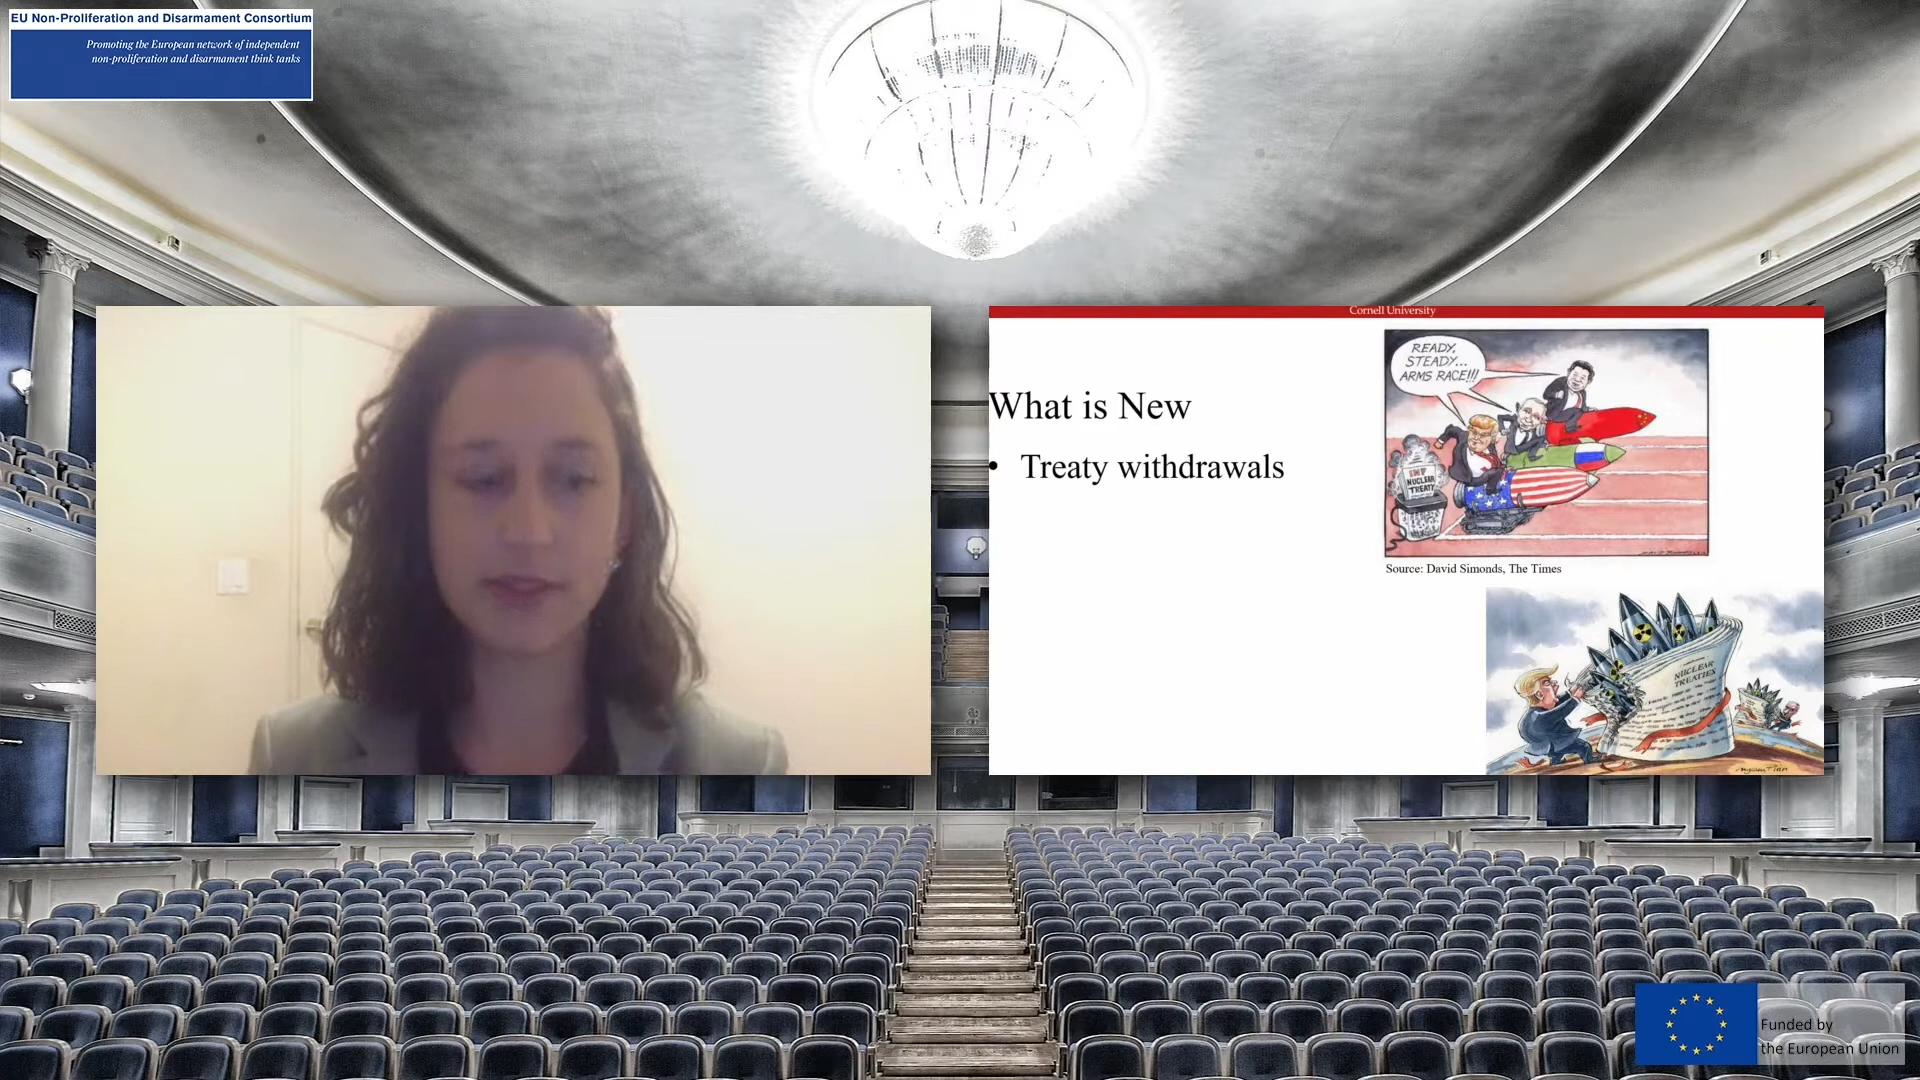 EU Non-Proliferation and Disarmament Consortium
Promoting the European network of independent
non-proliferation and disarmament think tanks
Cornell University
What is New
• Treaty withdrawals
READY,
STEADY...
ARMS RACE!!!
INF
NUCLEAR
TREATY
Source: David Simonds, The Times
NUCLEAR
TREATIES
Funded by
the European Union